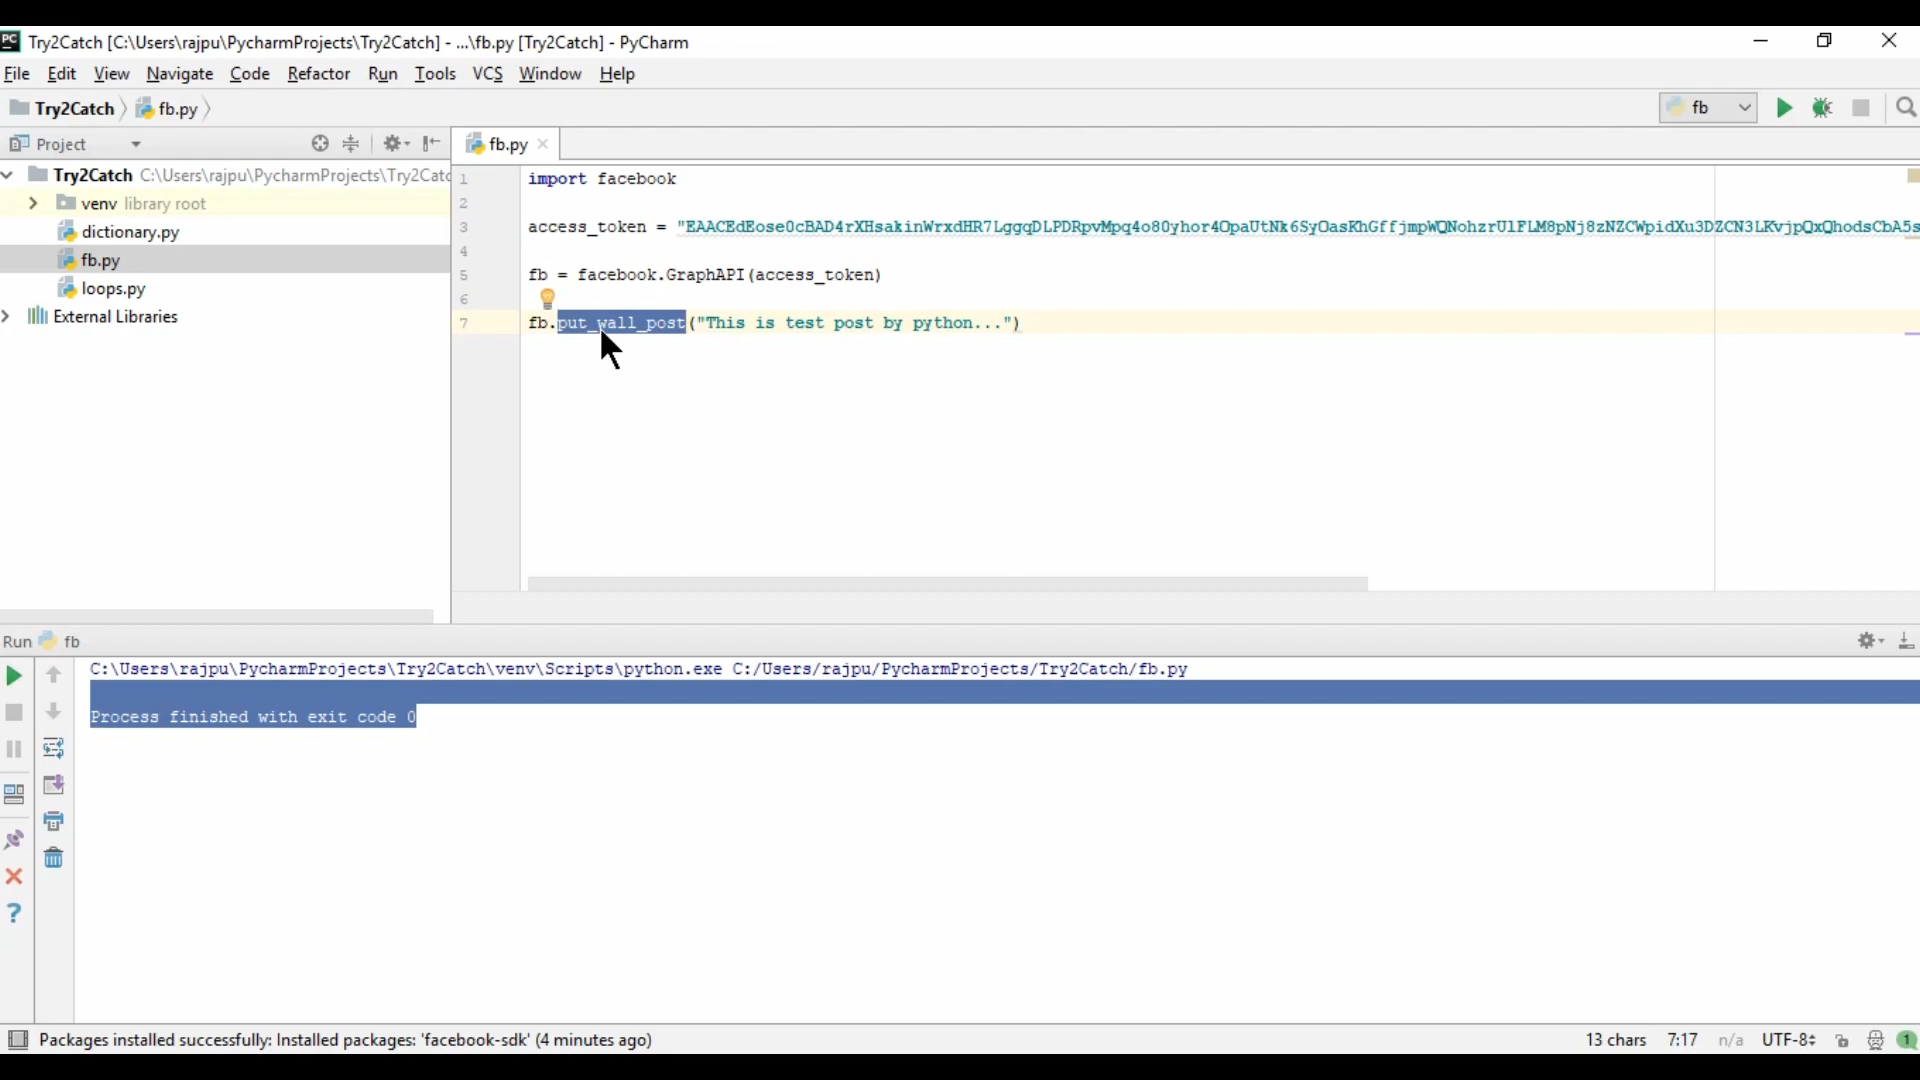 Try2Catch [C:\Users\rajpu\PycharmProjects\Try2Catch] - ...\fb.py [Try2Catch] - PyCharm
File Edit View Navigate Code Refactor Run Tools VCS Window Help
Try2Catch fb.py fb
Project fb.py
Try2Catch C:\Users\rajpu\PycharmProjects\Try2Catc
venv library root
dictionary.py
fb.py
loops.py
External Libraries
1 import facebook
2
3 access_token = "EAACEdEose0cBAD4rXHsakinWrxdHR7LggqDLPDRpvMpq4o80yhor4OpaUtNk6SyOasKhGffjmpWQNohzrU1FLM8pNj8zNZCWpidXu3DZCN3LKvjpQxQhodsCbA5s
4
5 fb = facebook.GraphAPI(access_token)
6
7 fb.put_wall_post("This is test post by python...")
Run fb
C:\Users\rajpu\PycharmProjects\Try2Catch\venv\Scripts\python.exe C:/Users/rajpu/PycharmProjects/Try2Catch/fb.py
Process finished with exit code 0
Packages installed successfully: Installed packages: 'facebook-sdk' (4 minutes ago) 13 chars 7:17 n/a UTF-8 1